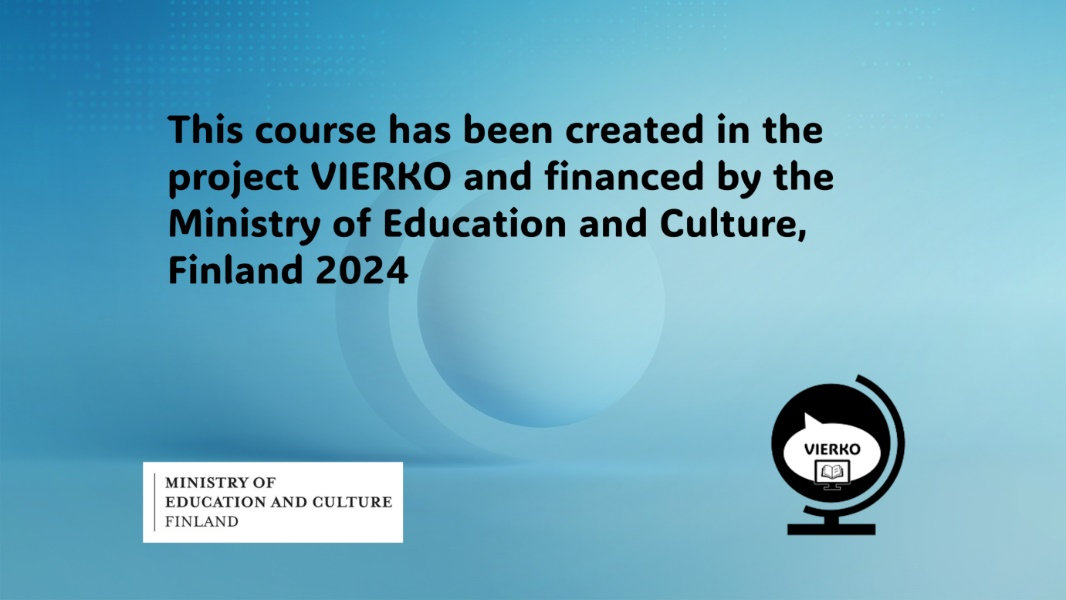 This course has been created in the
project VIERKO and financed by the
Ministry of Education and Culture,
Finland 2024
MINISTRY OF
EDUCATION AND CULTURE
FINLAND
VIERKO